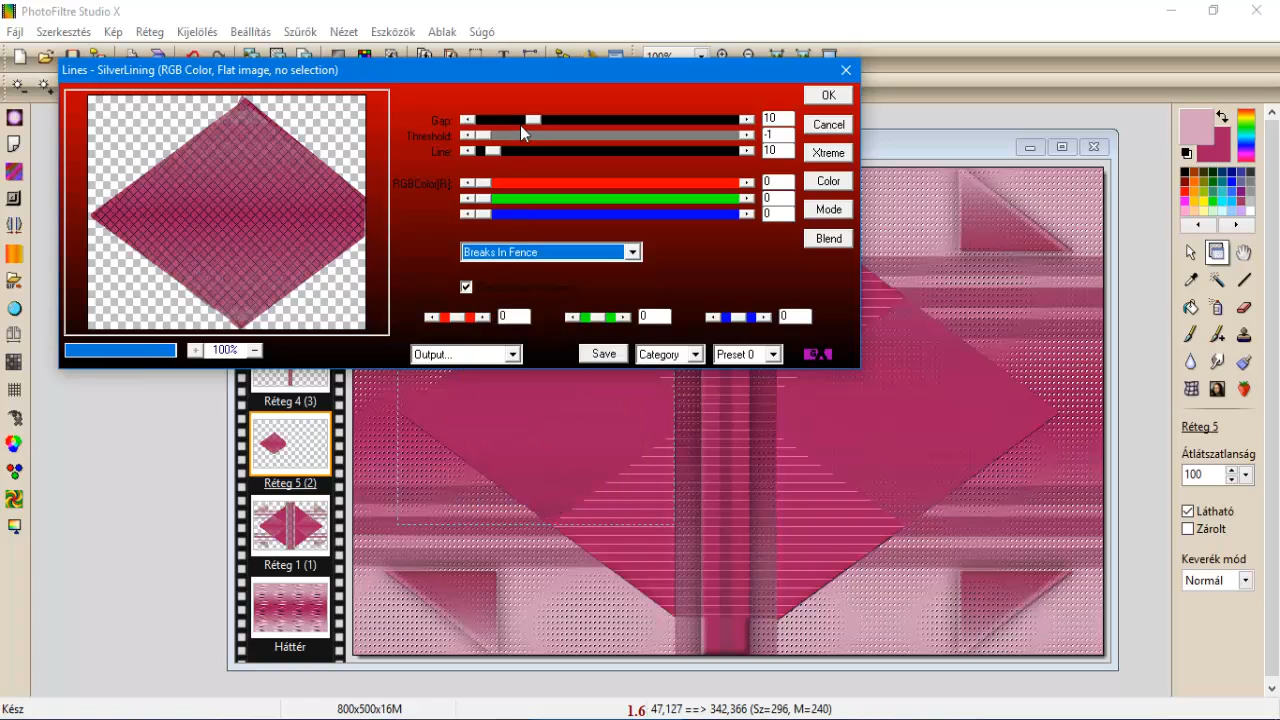 PhotoFiltre Studio X
Fájl Szerkesztés Kép Réteg Kijelölés Beállítás Szűrők Nézet Eszközök Ablak Súgó
100%
Lines - SilverLining (RGB Color, Flat image, no selection)
OK
Gap: 10
Cancel
Threshold: -1
Line: 10
Xtreme
RGBColor[R]: 0
Color
0
0
Mode
Blend
Breaks In Fence
0 0 0
+ 100% −
Output... Save Category Preset 0
Réteg 4 (3)
Réteg 5 (2)
Réteg 1 (1)
Háttér
Réteg 5
Átlátszatlanság
100
Látható
Zárolt
Keverék mód
Normál
Kész
800x500x16M
1.6
47,127 ==> 342,366 (Sz=296, M=240)